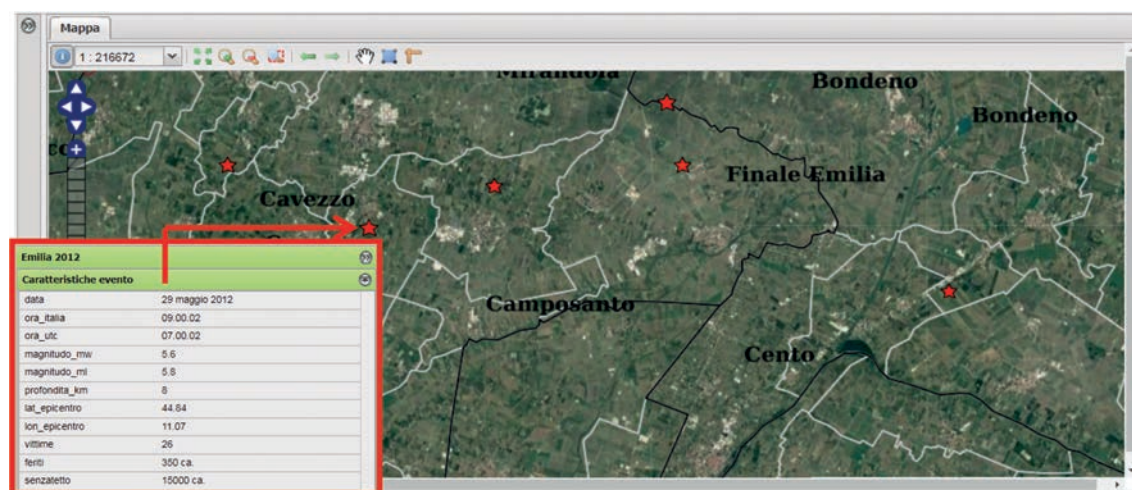 Mappa
1 : 216672
Mirandola
Bondeno
Bondeno
Finale Emilia
Cavezzo
Emilia 2012
Caratteristiche evento
data 29 maggio 2012
ora_italia 09.00.02
ora_utc 07.00.02
magnitudo_mw 5.6
magnitudo_ml 5.8
profondita_km 8
lat_epicentro 44.84
lon_epicentro 11.07
vittime 26
feriti 350 ca.
senzatetto 15000 ca.
Camposanto
Cento